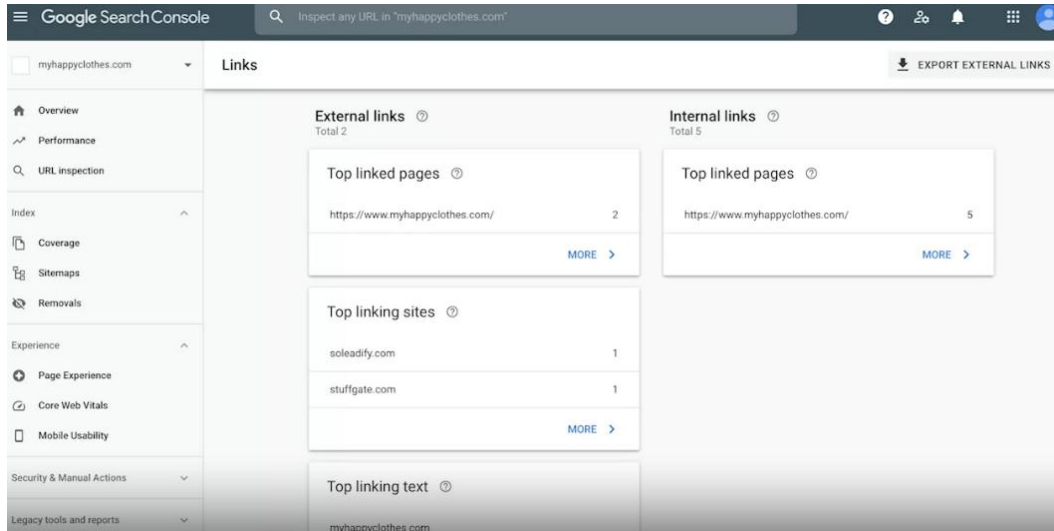 Google Search Console
Inspect any URL in "myhappyclothes.com"
myhappyclothes.com
Links
EXPORT EXTERNAL LINKS
Overview
Performance
URL inspection
Index
Coverage
Sitemaps
Removals
Experience
Page Experience
Core Web Vitals
Mobile Usability
Security & Manual Actions
Legacy tools and reports
External links
Total 2
Top linked pages
https://www.myhappyclothes.com/ 2
MORE
Top linking sites
soleadify.com 1
stuffgate.com 1
MORE
Top linking text
myhappyclothes com
Internal links
Total 5
Top linked pages
https://www.myhappyclothes.com/ 5
MORE